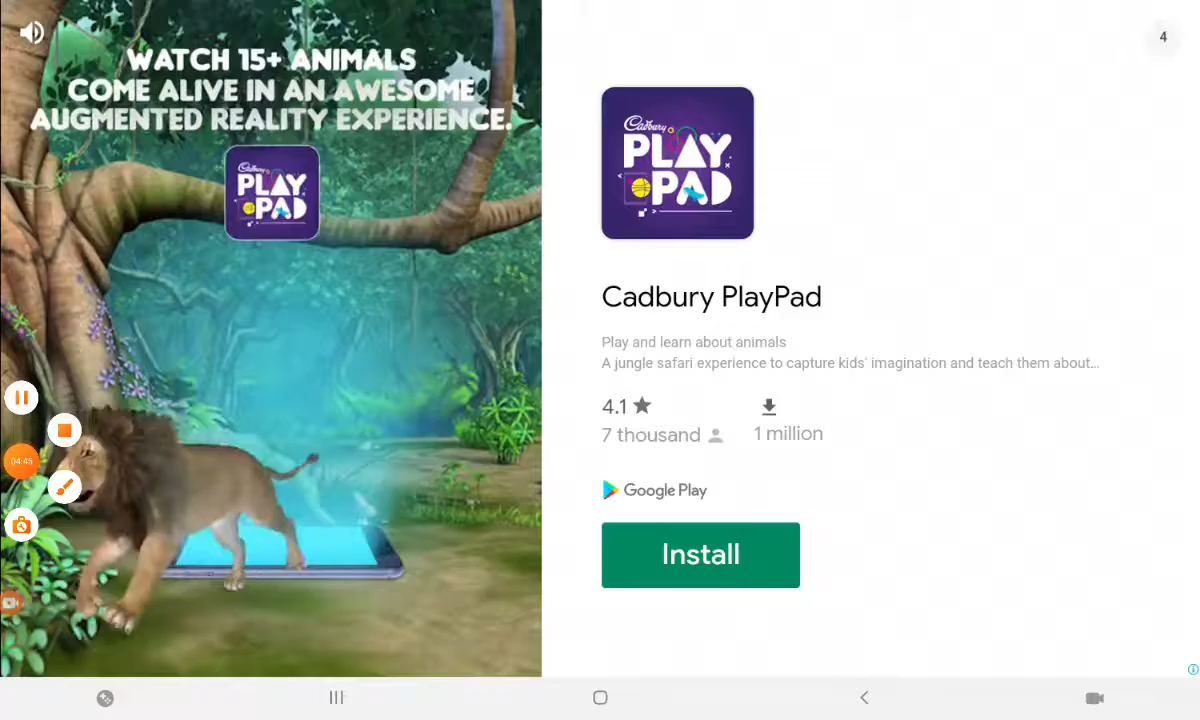 WATCH 15+ ANIMALS
COME ALIVE IN AN AWESOME
AUGMENTED REALITY EXPERIENCE.
Cadbury
PLAY
PAD
04:45
4
Cadbury
PLAY
PAD
Cadbury PlayPad
Play and learn about animals
A jungle safari experience to capture kids' imagination and teach them about...
4.1
7 thousand
1 million
Google Play
Install